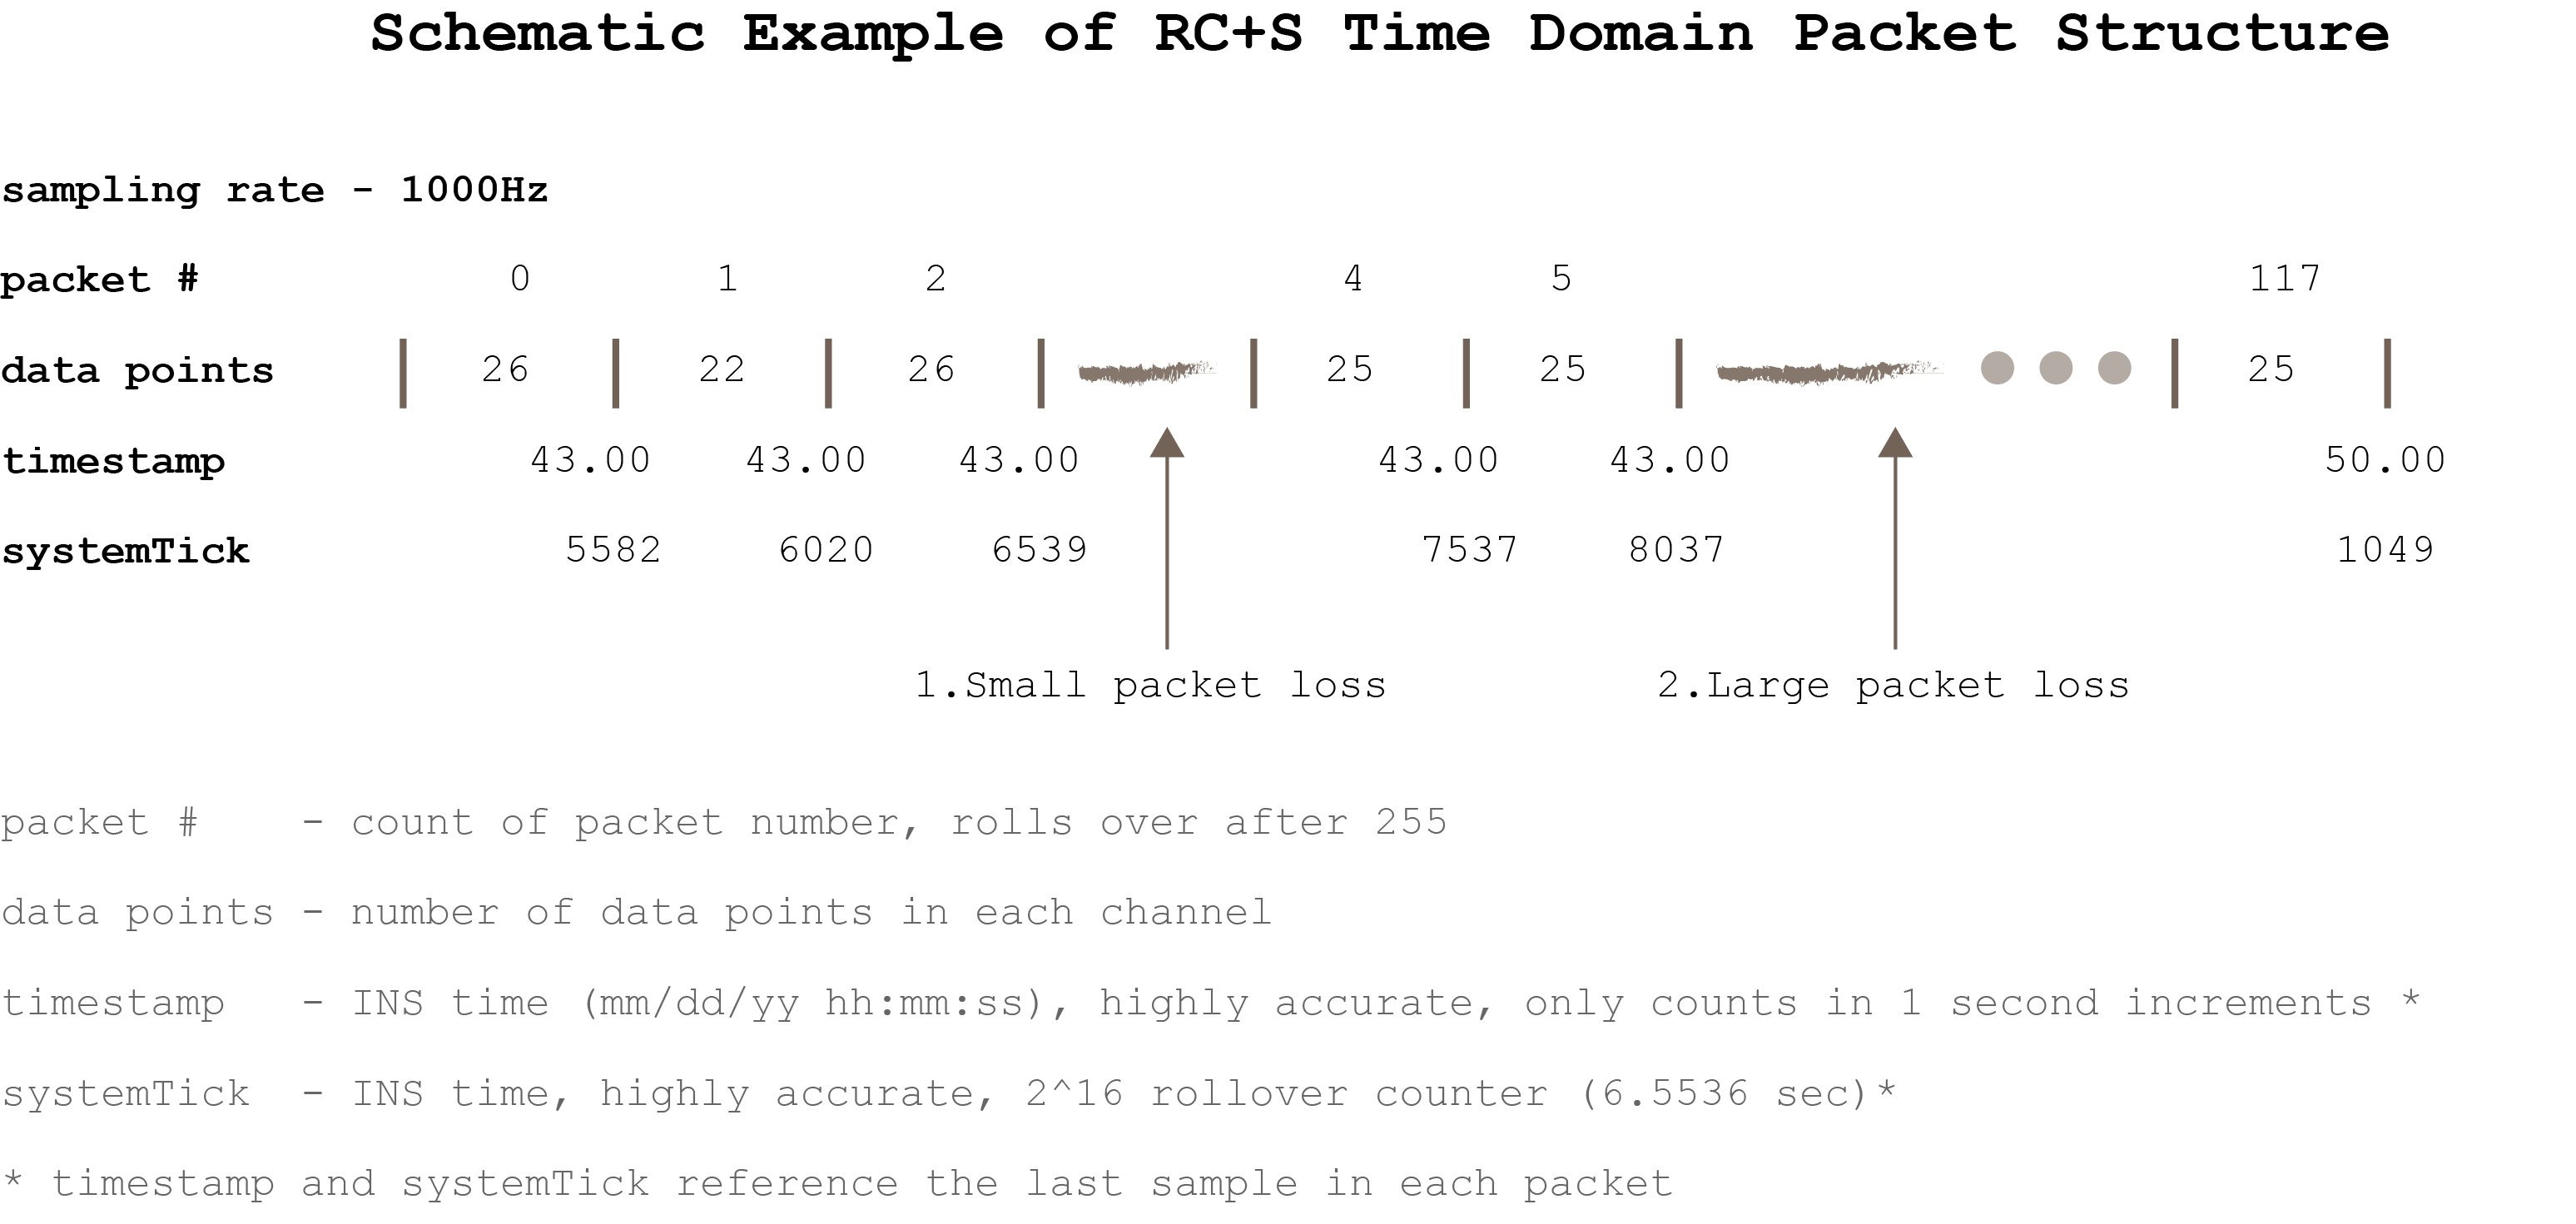 Schematic Example of RC+S Time Domain Packet Structure
sampling rate - 1000Hz
packet # 0 1 2 4 5 117
data points 26 22 26 25 25 25
timestamp 43.00 43.00 43.00 43.00 43.00 50.00
systemTick 5582 6020 6539 7537 8037 1049
1.Small packet loss 2.Large packet loss
packet # - count of packet number, rolls over after 255
data points - number of data points in each channel
timestamp - INS time (mm/dd/yy hh:mm:ss), highly accurate, only counts in 1 second increments *
systemTick - INS time, highly accurate, 2^16 rollover counter (6.5536 sec)*
* timestamp and systemTick reference the last sample in each packet